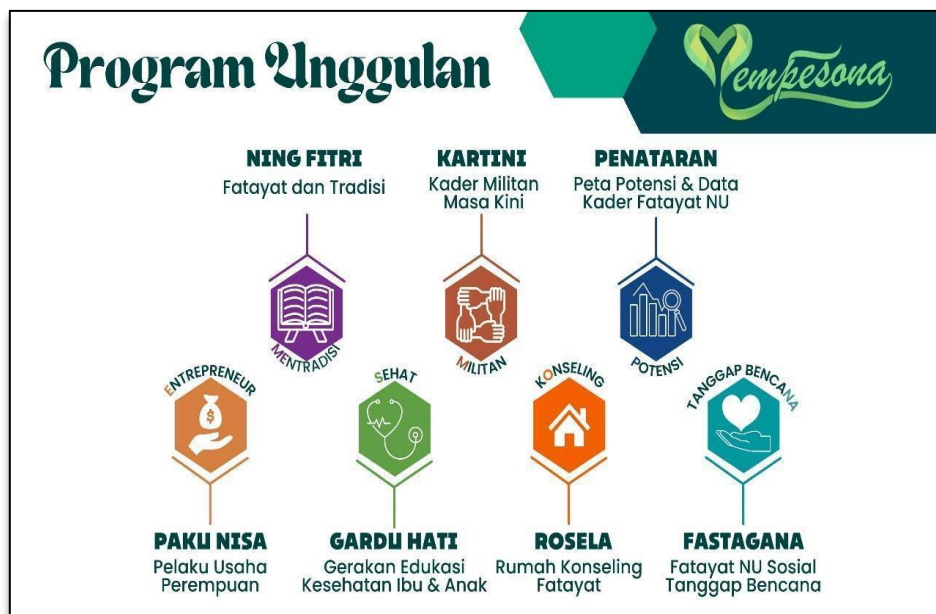 Program Unggulan
Mempesona
NING FITRI
Fatayat dan Tradisi
KARTINI
Kader Militan
Masa Kini
PENATARAN
Peta Potensi & Data
Kader Fatayat NU
MENTRADISI
MILITAN
POTENSI
ENTREPRENEUR
SEHAT
KONSELING
TANGGAP BENCANA
PAKU NISA
Pelaku Usaha
Perempuan
GARDU HATI
Gerakan Edukasi
Kesehatan Ibu & Anak
ROSELA
Rumah Konseling
Fatayat
FASTAGANA
Fatayat NU Sosial
Tanggap Bencana